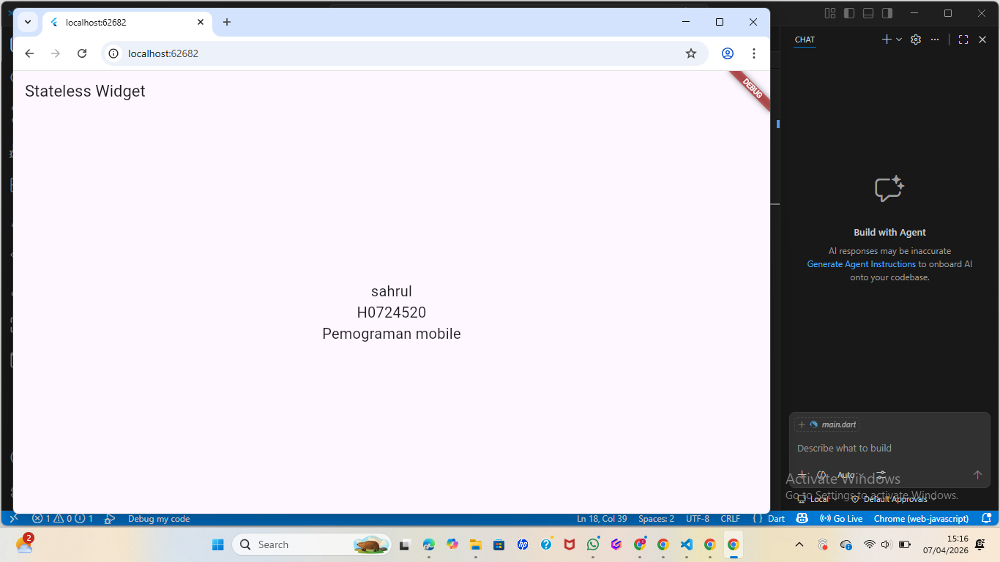 localhost:62682
localhost:62682
CHAT
Stateless Widget
DEBUG
sahrul
H0724520
Pemograman mobile
Build with Agent
AI responses may be inaccurate
Generate Agent Instructions to onboard AI
onto your codebase.
main.dart
Describe what to build
Auto
Activate Windows
Go to Settings to activate Windows.
Local
Default Approvals
1 0 1
Debug my code
Ln 18, Col 39
Spaces: 2
UTF-8
CRLF
{ } Dart
Go Live
Chrome (web-javascript)
2
Search
hp
15:16
07/04/2026